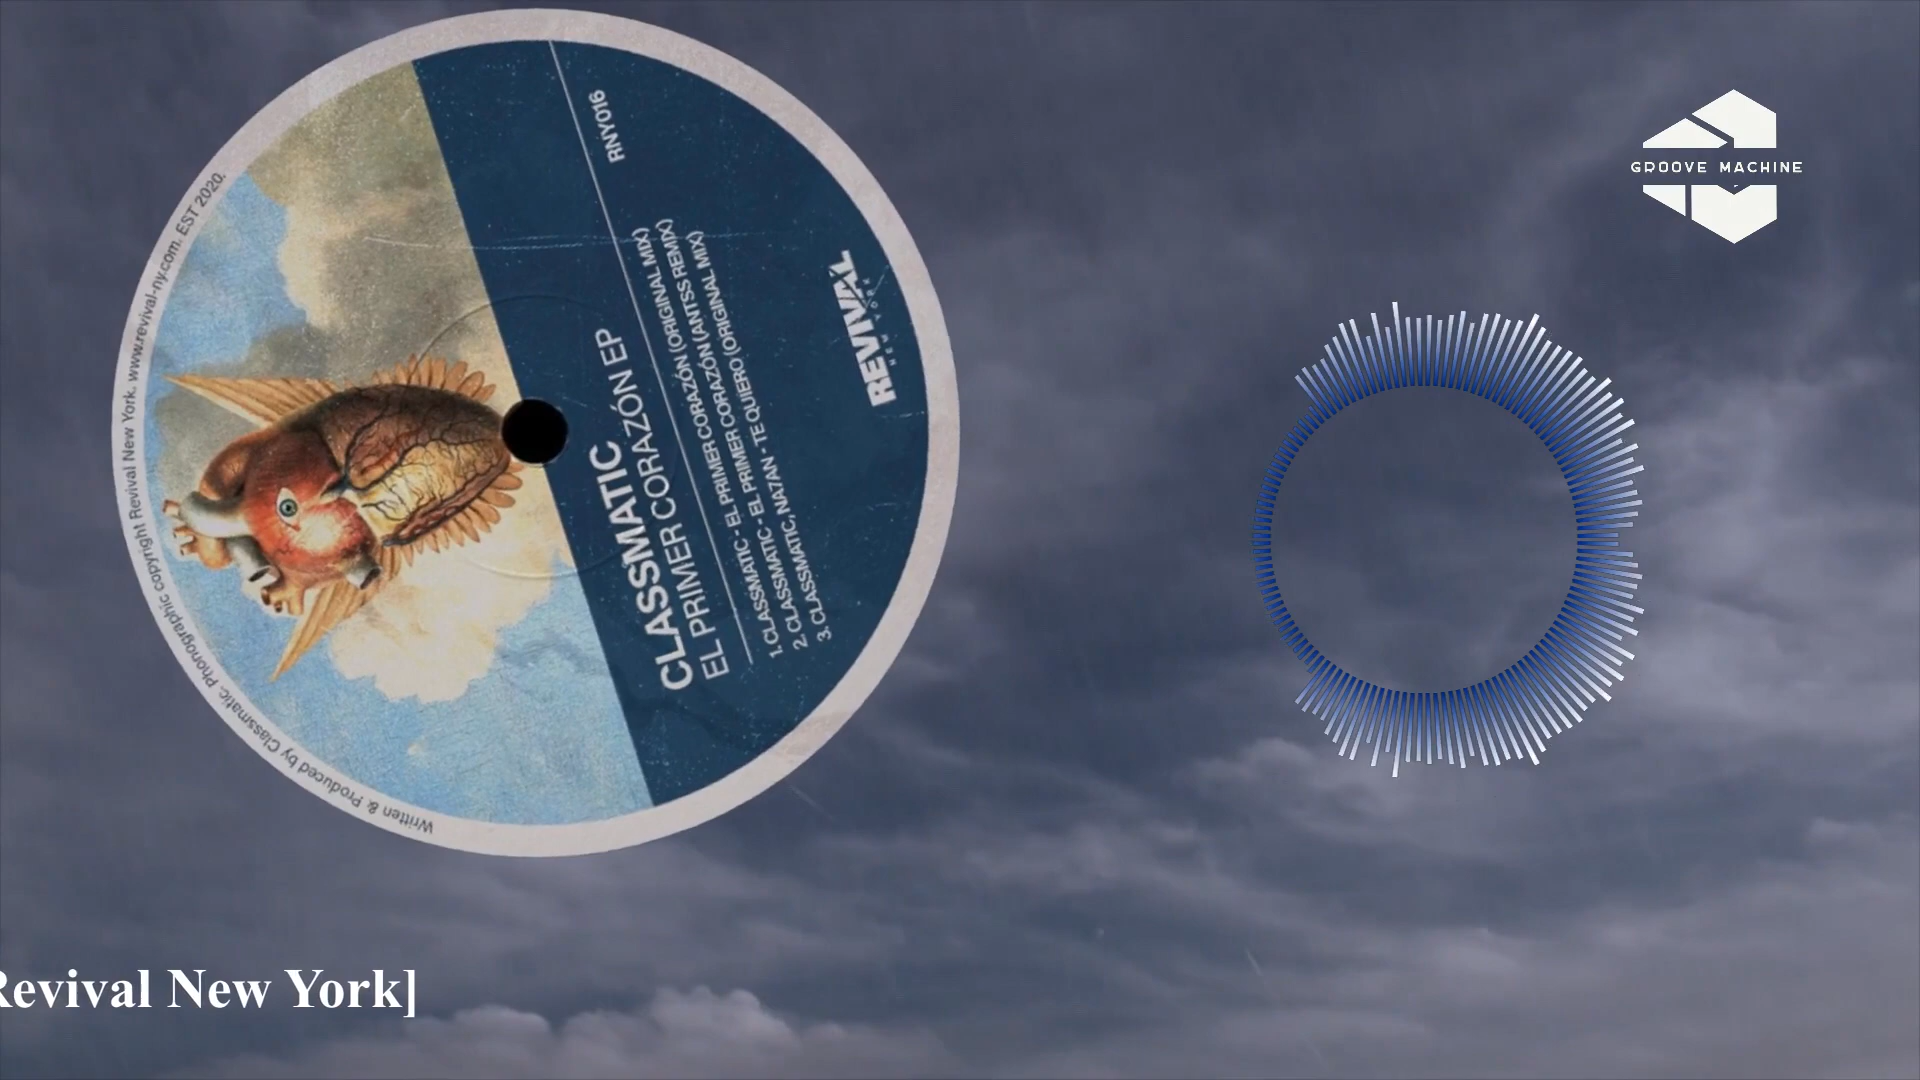 CLASSMATIC
EL PRIMER CORAZÓN EP
RNY016
1. CLASSMATIC - EL PRIMER CORAZÓN (ORIGINAL MIX)
2. CLASSMATIC - EL PRIMER CORAZÓN (ANTSS REMIX)
3. CLASSMATIC, NAZAN - TE QUIERO (ORIGINAL MIX)
REVIVAL
NEW YORK
Written & Produced by Classmatic. Phonographic copyright Revival New York. www.revival-ny.com. EST 2020.
GROOVE MACHINE
Revival New York]